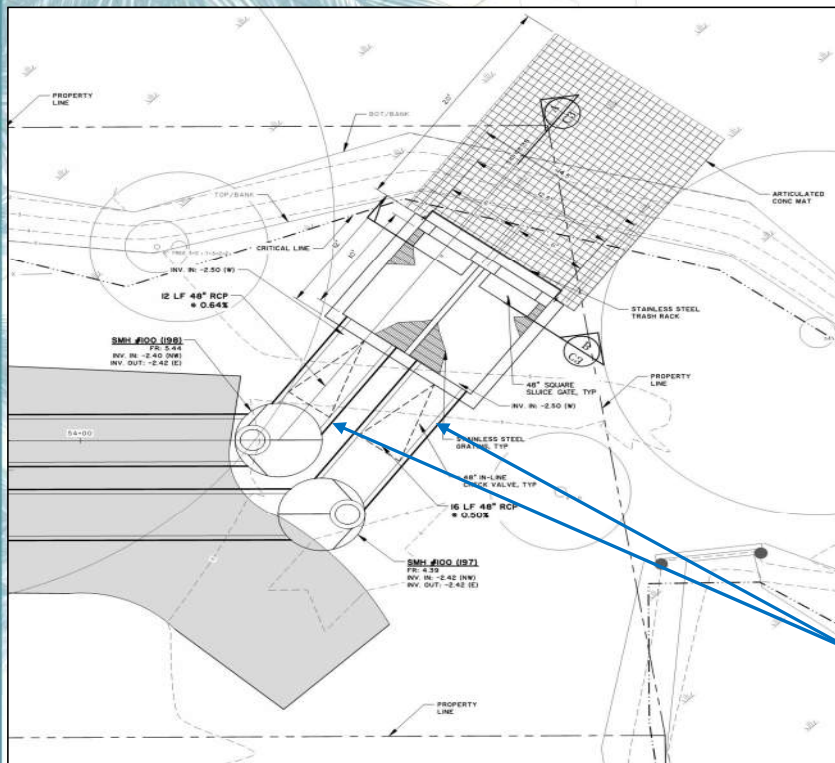 PROPERTY
LINE
BOT/BANK
20'
A
C3
ARTICULATED
CONC MAT
TOP/BANK
CRITICAL LINE
12'
10'
INV. IN: -2.50 (W)
12 LF 48" RCP
@ 0.64%
STAINLESS STEEL
TRASH RACK
SMH #100 (198)
FR: 5.44
INV. IN: -2.40 (NW)
INV. OUT: -2.42 (E)
B
C3
PROPERTY
LINE
48" SQUARE
SLUICE GATE, TYP
INV. IN: -2.50 (W)
54+00
STAINLESS STEEL
GRATING, TYP
48" IN-LINE
CHECK VALVE, TYP
16 LF 48" RCP
@ 0.50%
SMH #100 (197)
FR: 4.39
INV. IN: -2.42 (NW)
INV. OUT: -2.42 (E)
PROPERTY
LINE